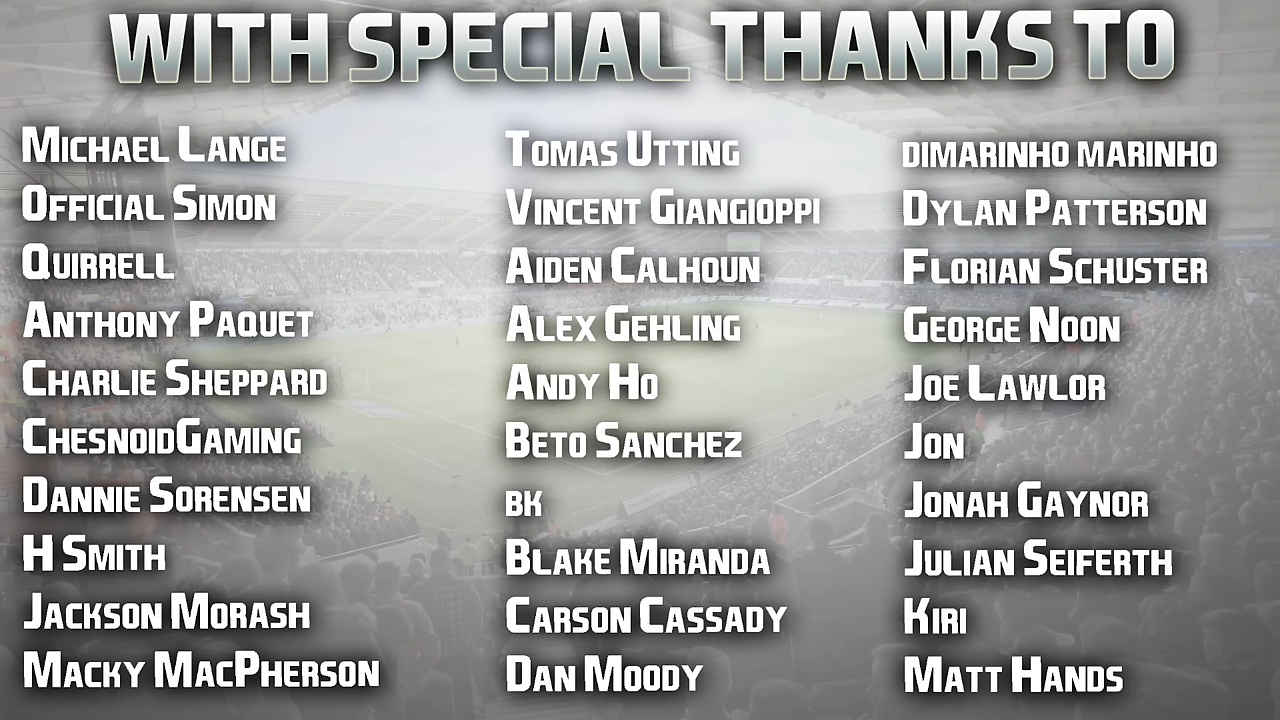 WITH SPECIAL THANKS TO
Michael Lange
Official Simon
Quirrell
Anthony Paquet
Charlie Sheppard
ChesnoidGaming
Dannie Sorensen
H Smith
Jackson Morash
Macky MacPherson
Tomas Utting
Vincent Giangioppi
Aiden Calhoun
Alex Gehling
Andy Ho
Beto Sanchez
bk
Blake Miranda
Carson Cassady
Dan Moody
dimarinho marinho
Dylan Patterson
Florian Schuster
George Noon
Joe Lawlor
Jon
Jonah Gaynor
Julian Seiferth
Kiri
Matt Hands